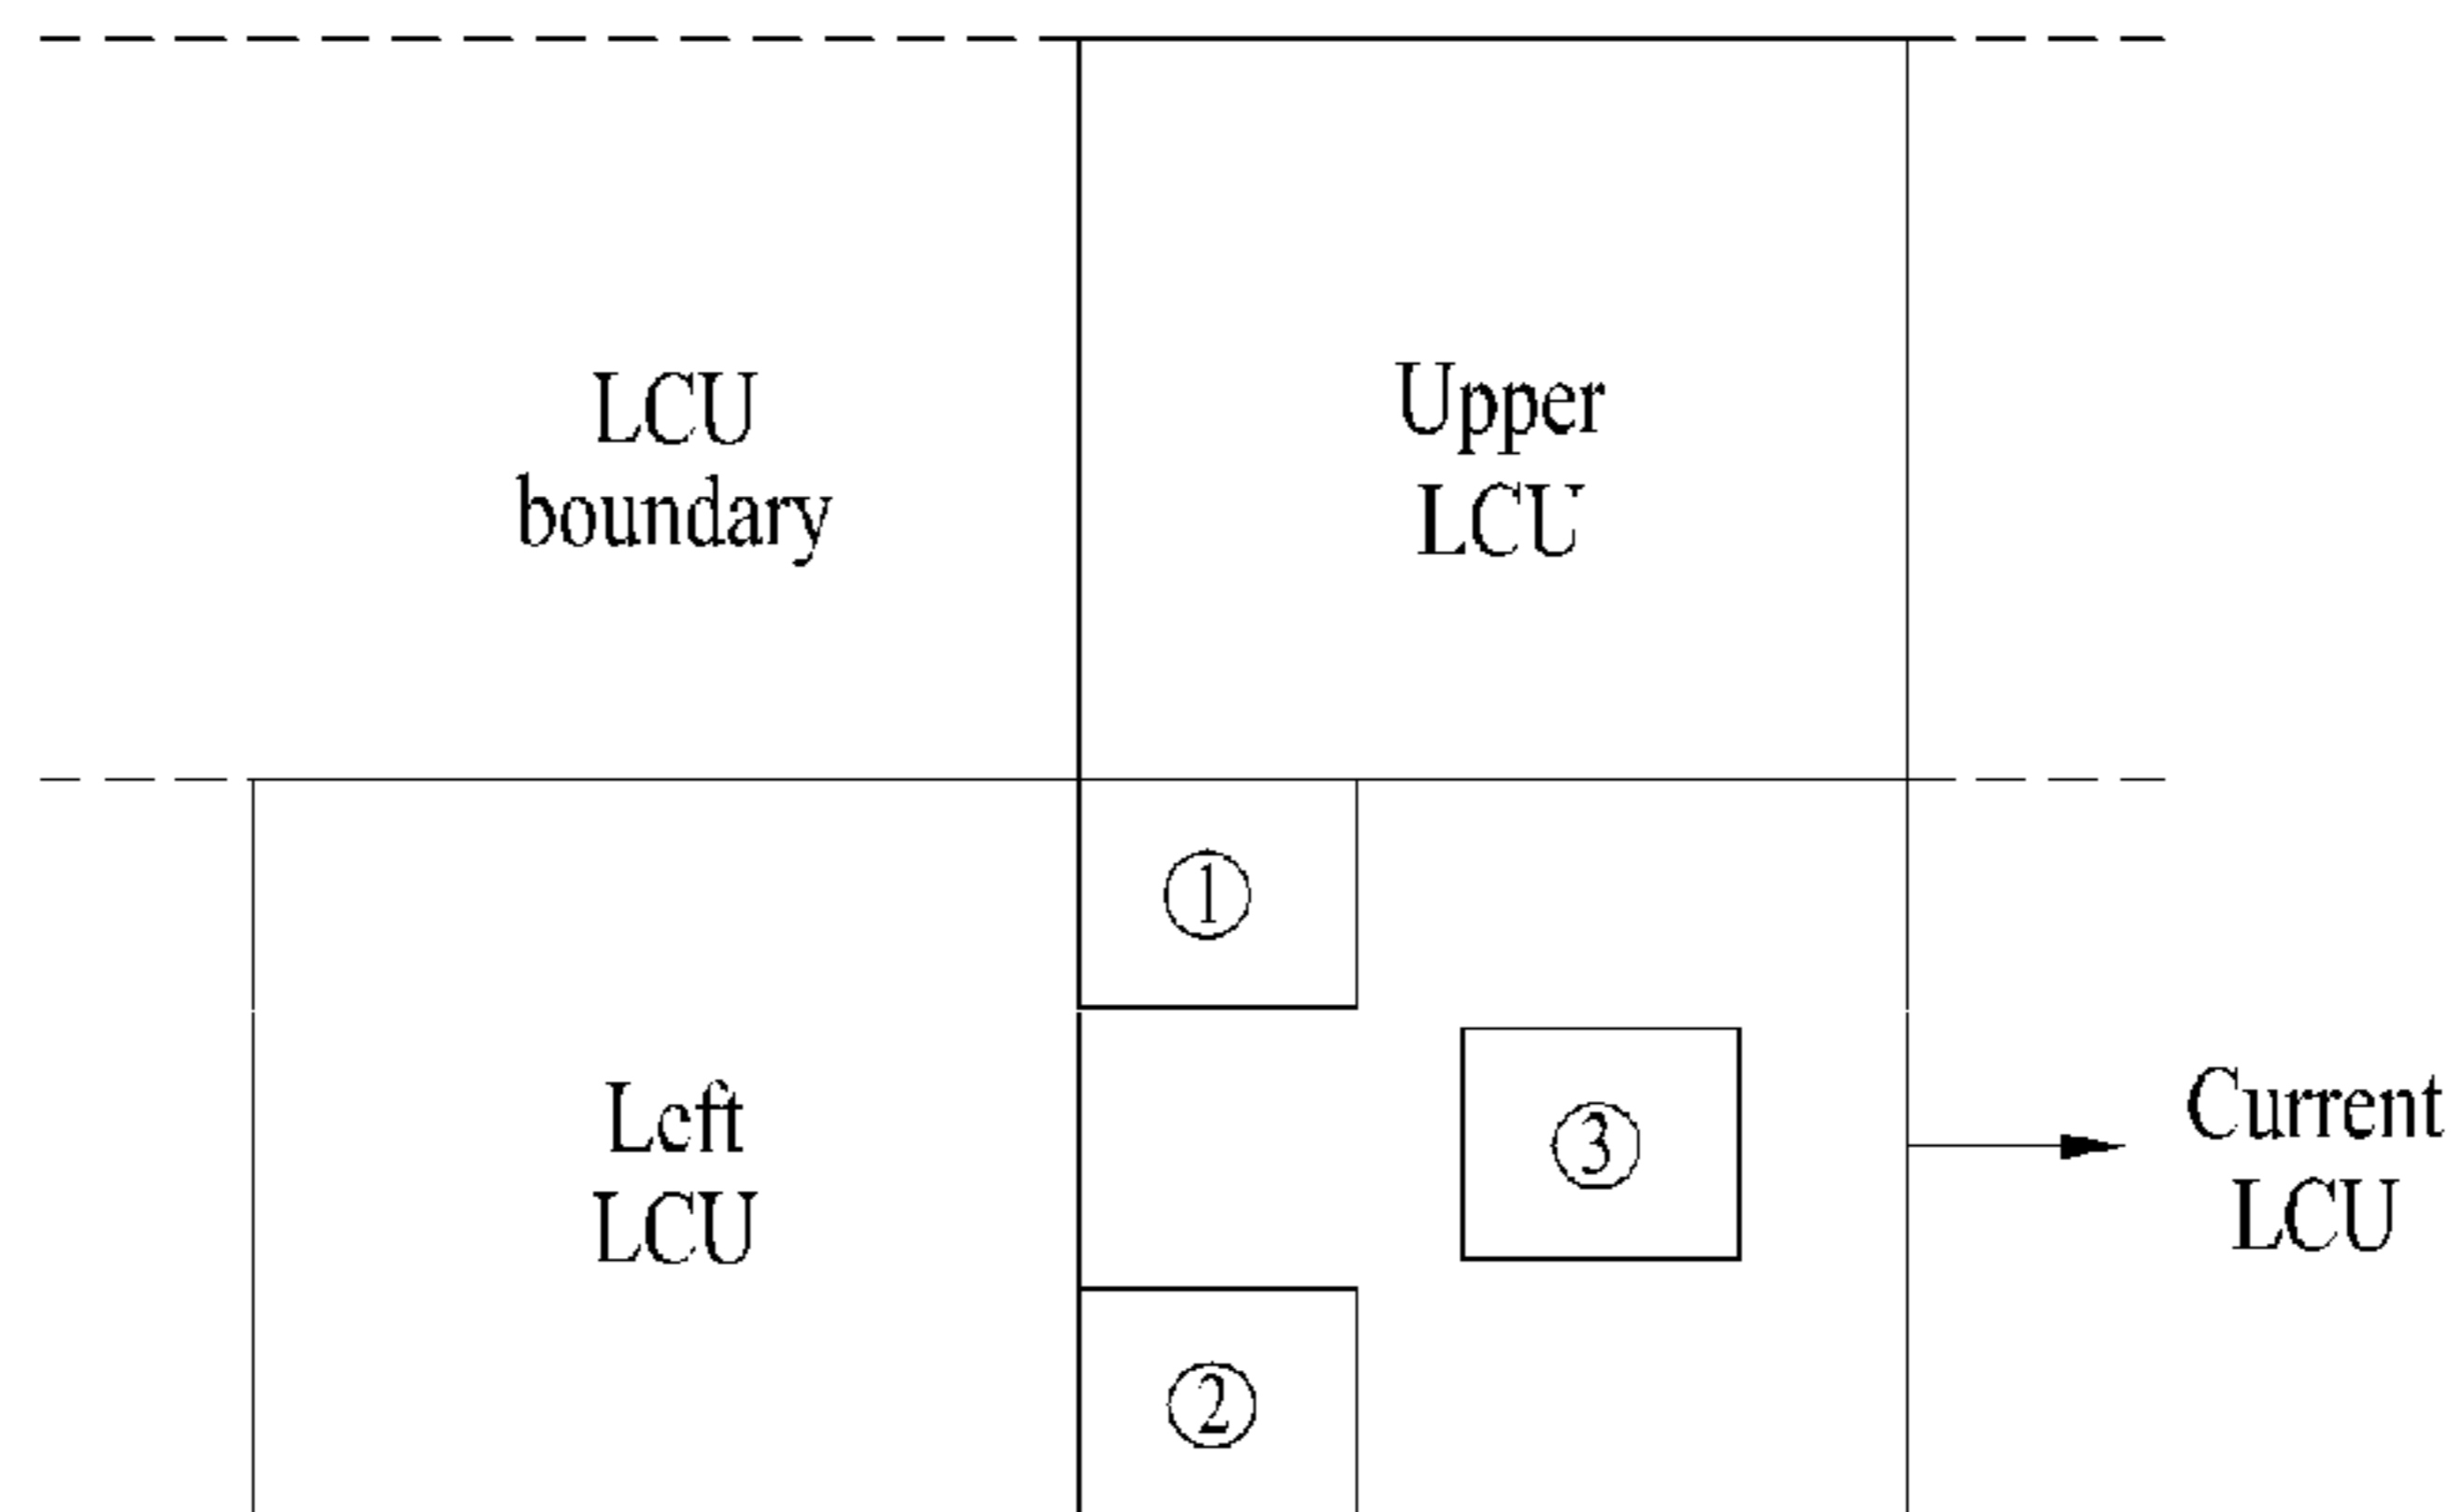 LCU
boundary
Upper
LCU
①
Left
LCU
③
Current
LCU
②